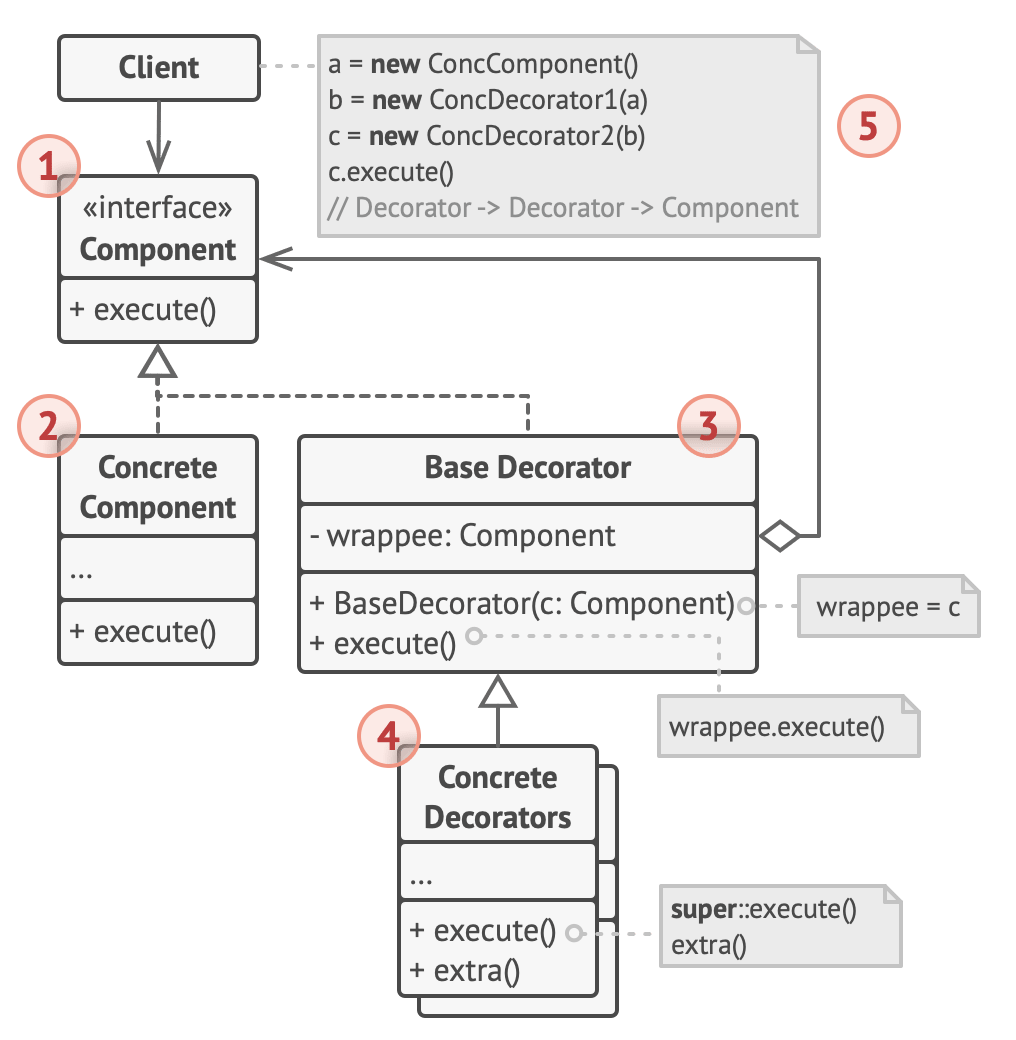 Client
a = new ConcComponent()
b = new ConcDecorator1(a)
c = new ConcDecorator2(b)
c.execute()
// Decorator -> Decorator -> Component
5
1
«interface»
Component
+ execute()
2
Concrete
Component
...
+ execute()
3
Base Decorator
- wrappee: Component
+ BaseDecorator(c: Component)
+ execute()
wrappee = c
wrappee.execute()
4
Concrete
Decorators
...
+ execute()
+ extra()
super::execute()
extra()